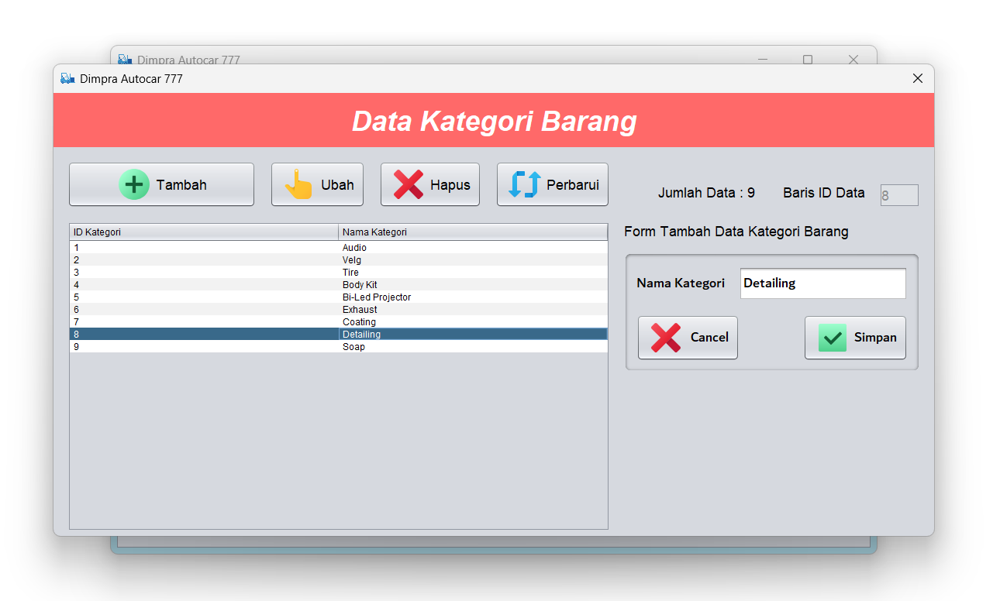 Dimpra Autocar 777
Dimpra Autocar 777
Data Kategori Barang
Tambah Ubah Hapus Perbarui
Jumlah Data : 9 Baris ID Data 8
ID Kategori Nama Kategori
1 Audio
2 Velg
3 Tire
4 Body Kit
5 Bi-Led Projector
6 Exhaust
7 Coating
8 Detailing
9 Soap
Form Tambah Data Kategori Barang
Nama Kategori Detailing
Cancel Simpan